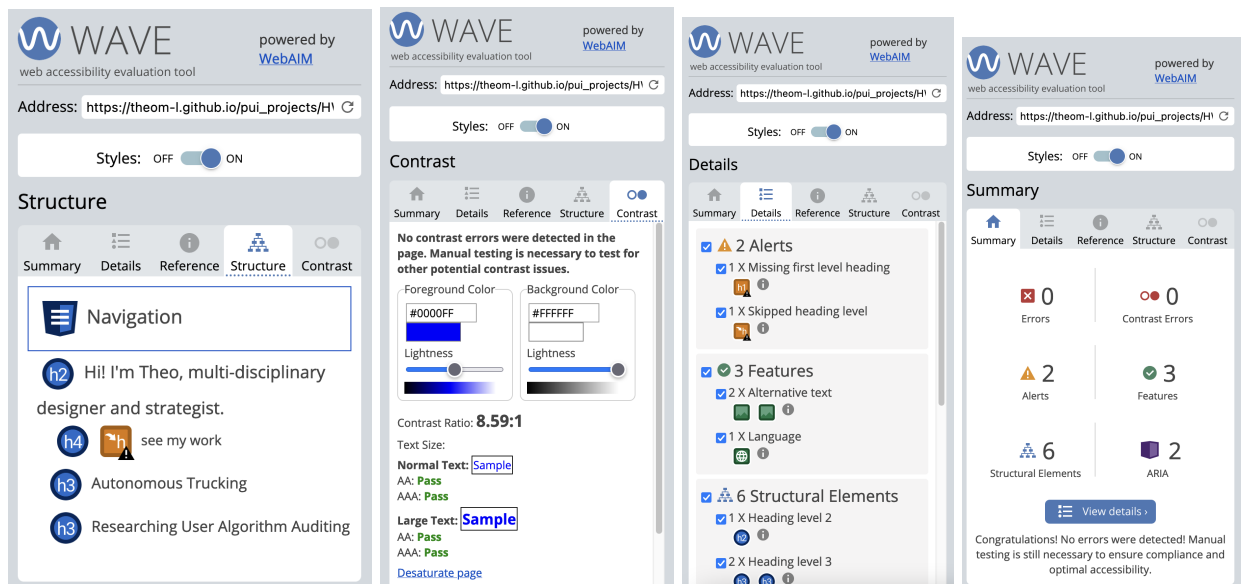 WAVE
powered by
WebAIM
web accessibility evaluation tool
Address: https://theom-l.github.io/pui_projects/H
Styles: OFF ON
Structure
Summary Details Reference Structure Contrast
Navigation
h2 Hi! I'm Theo, multi-disciplinary
designer and strategist.
h4 h see my work
h3 Autonomous Trucking
h3 Researching User Algorithm Auditing
WAVE
powered by
WebAIM
web accessibility evaluation tool
Address: https://theom-l.github.io/pui_projects/H
Styles: OFF ON
Contrast
Summary Details Reference Structure Contrast
No contrast errors were detected in the
page. Manual testing is necessary to test for
other potential contrast issues.
Foreground Color Background Color
#0000FF #FFFFFF
Lightness Lightness
Contrast Ratio: 8.59:1
Text Size:
Normal Text: Sample
AA: Pass
AAA: Pass
Large Text: Sample
AA: Pass
AAA: Pass
Desaturate page
WAVE
powered by
WebAIM
web accessibility evaluation tool
Address: https://theom-l.github.io/pui_projects/H
Styles: OFF ON
Details
Summary Details Reference Structure Contrast
2 Alerts
1 X Missing first level heading
h1
1 X Skipped heading level
h
3 Features
2 X Alternative text
1 X Language
6 Structural Elements
1 X Heading level 2
h2
2 X Heading level 3
h3 h3
WAVE
powered by
WebAIM
web accessibility evaluation tool
Address: https://theom-l.github.io/pui_projects/H
Styles: OFF ON
Summary
Summary Details Reference Structure Contrast
0 0
Errors Contrast Errors
2 3
Alerts Features
6 2
Structural Elements ARIA
View details ›
Congratulations! No errors were detected! Manual
testing is still necessary to ensure compliance and
optimal accessibility.